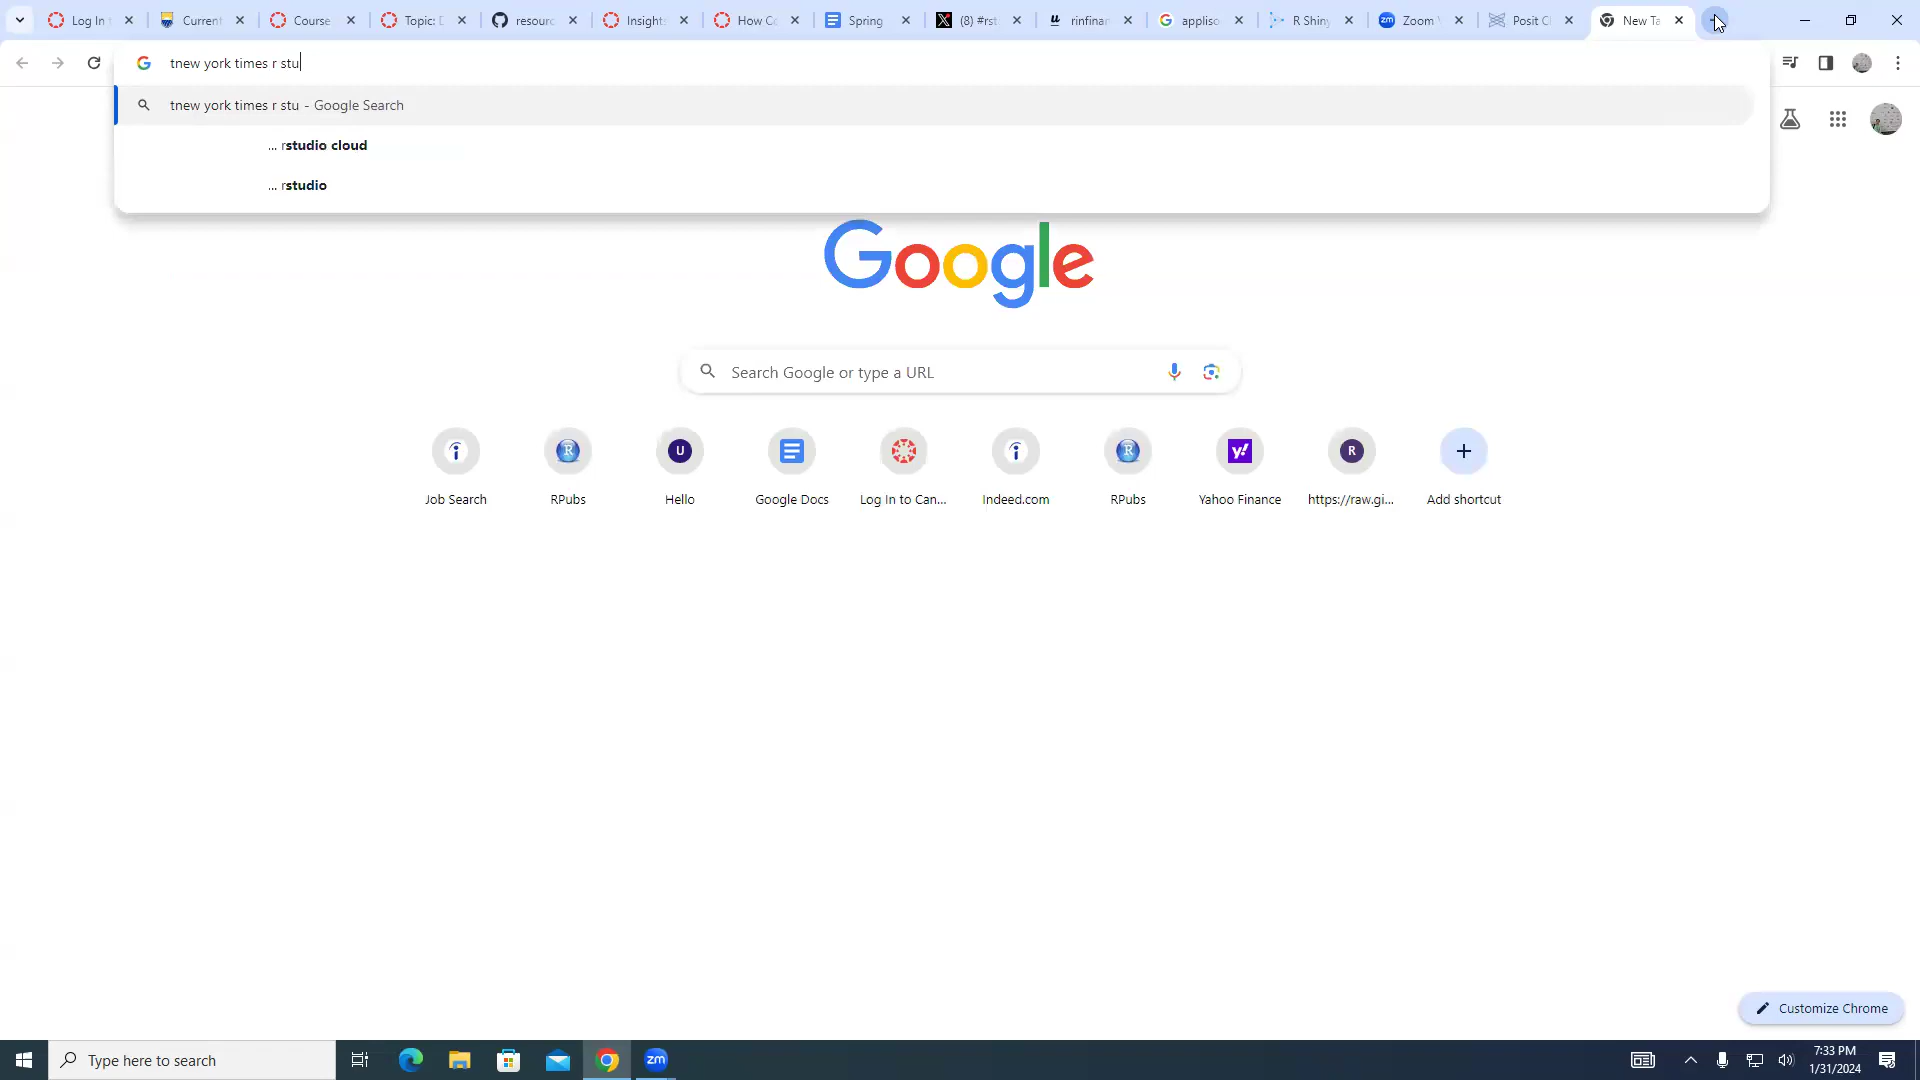 Log In t
Current
Course
Topic: D
resourc
Insights
How Co
Spring
(8) #rst
rinfinan
appliso
R Shiny
Zoom V
Posit Cl
New Ta
tnew york times r stu
tnew york times r stu - Google Search
... rstudio cloud
... rstudio
Google
Search Google or type a URL
Job Search
RPubs
Hello
Google Docs
Log In to Can...
Indeed.com
RPubs
Yahoo Finance
https://raw.gi...
Add shortcut
Customize Chrome
Type here to search
7:33 PM
1/31/2024